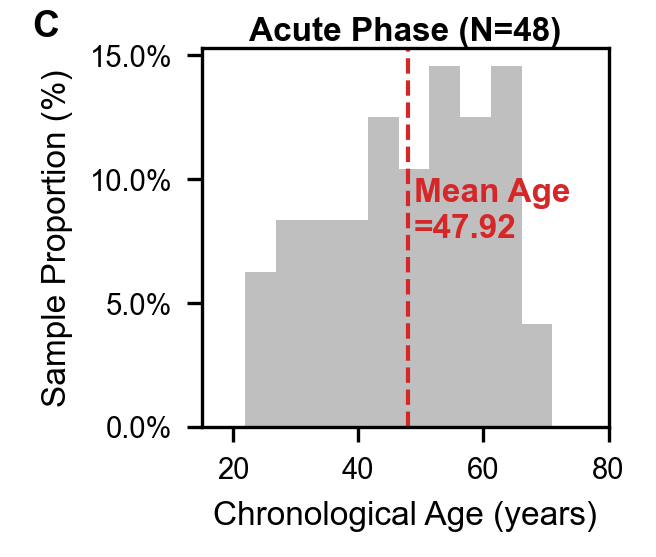 C
Acute Phase (N=48)
15.0%
10.0%
5.0%
0.0%
Sample Proportion (%)
Mean Age
=47.92
20 40 60 80
Chronological Age (years)